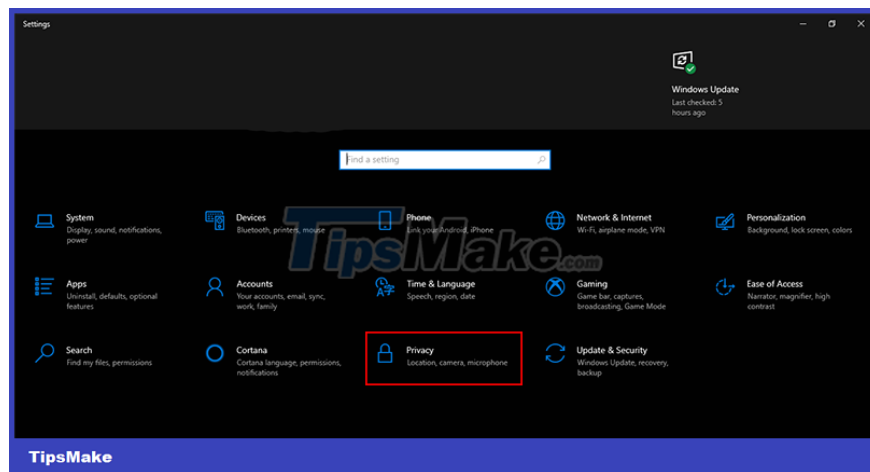 Settings
Windows Update
Last checked: 5
hours ago
Find a setting
System
Display, sound, notifications,
power
Devices
Bluetooth, printers, mouse
Phone
Link your Android, iPhone
Network & Internet
Wi-Fi, airplane mode, VPN
Personalization
Background, lock screen, colors
TipsMake.com
Apps
Uninstall, defaults, optional
features
Accounts
Your accounts, email, sync,
work, family
Time & Language
Speech, region, date
Gaming
Game bar, captures,
broadcasting, Game Mode
Ease of Access
Narrator, magnifier, high
contrast
Search
Find my files, permissions
Cortana
Cortana language, permissions,
notifications
Privacy
Location, camera, microphone
Update & Security
Windows Update, recovery,
backup
TipsMake